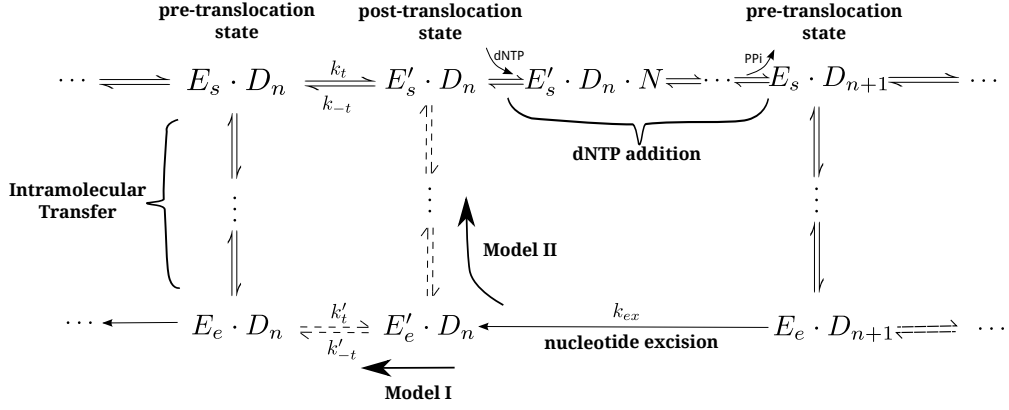 pre-translocation
state
post-translocation
state
pre-translocation
state
⋯ E_s · D_n k_t k_{-t} E'_s · D_n dNTP E'_s · D_n · N ⋯ PPi E_s · D_{n+1} ⋯
dNTP addition
Intramolecular
Transfer
Model II
⋯ E_e · D_n k'_t k'_{-t} E'_e · D_n k_{ex} E_e · D_{n+1} ⋯
nucleotide excision
Model I